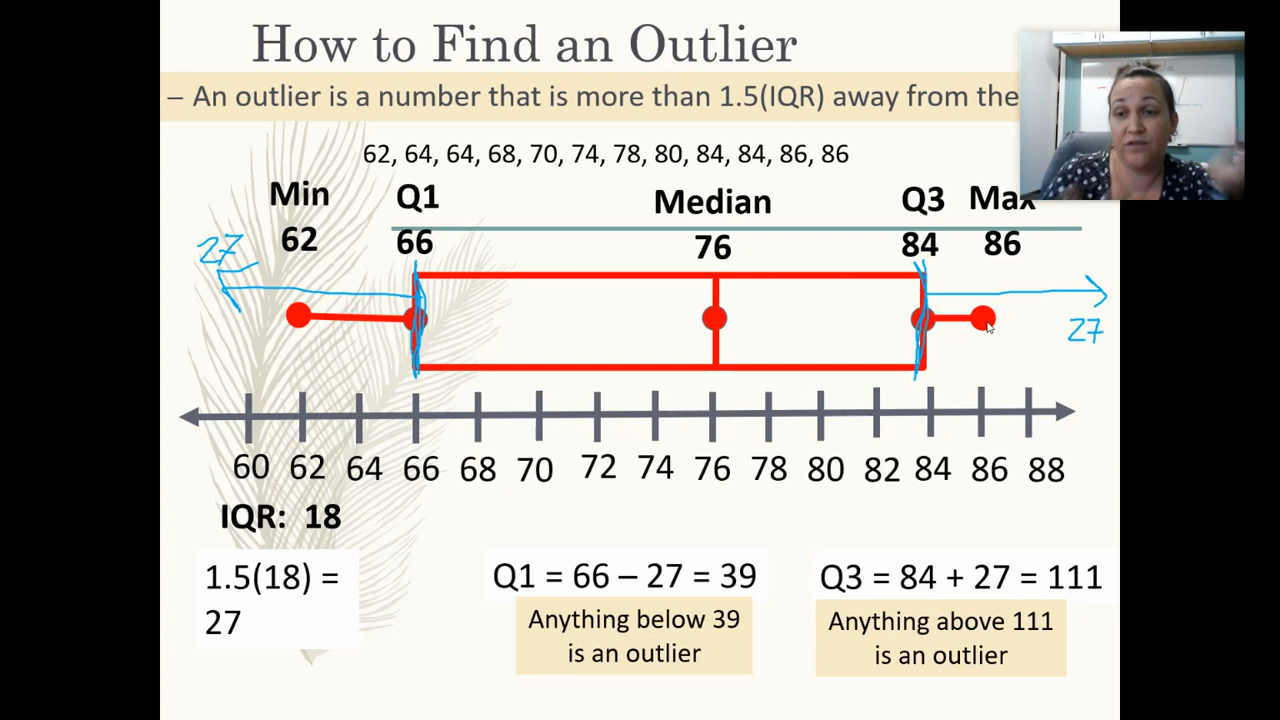 How to Find an Outlier
– An outlier is a number that is more than 1.5(IQR) away from the
62, 64, 64, 68, 70, 74, 78, 80, 84, 84, 86, 86
Min Q1 Median Q3 Max
62 66 76 84 86
27
27
60 62 64 66 68 70 72 74 76 78 80 82 84 86 88
IQR: 18
1.5(18) =
27
Q1 = 66 – 27 = 39
Anything below 39
is an outlier
Q3 = 84 + 27 = 111
Anything above 111
is an outlier